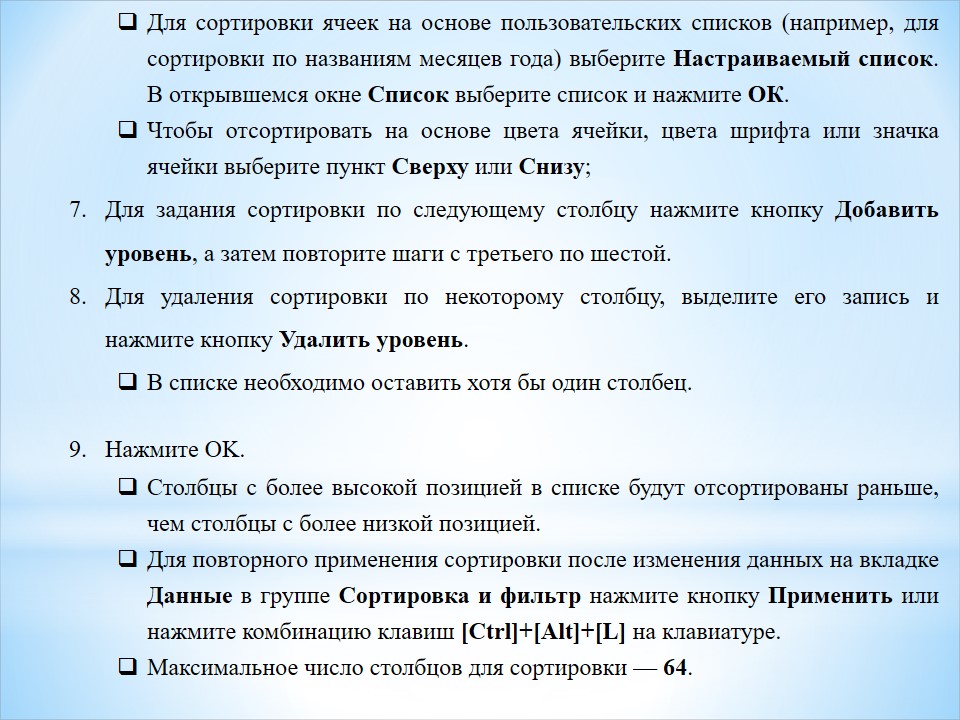 ❑ Для сортировки ячеек на основе пользовательских списков (например, для
сортировки по названиям месяцев года) выберите Настраиваемый список.
В открывшемся окне Список выберите список и нажмите ОК.
❑ Чтобы отсортировать на основе цвета ячейки, цвета шрифта или значка
ячейки выберите пункт Сверху или Снизу;
7. Для задания сортировки по следующему столбцу нажмите кнопку Добавить
уровень, а затем повторите шаги с третьего по шестой.
8. Для удаления сортировки по некоторому столбцу, выделите его запись и
нажмите кнопку Удалить уровень.
❑ В списке необходимо оставить хотя бы один столбец.
9. Нажмите OK.
❑ Столбцы с более высокой позицией в списке будут отсортированы раньше,
чем столбцы с более низкой позицией.
❑ Для повторного применения сортировки после изменения данных на вкладке
Данные в группе Сортировка и фильтр нажмите кнопку Применить или
нажмите комбинацию клавиш [Ctrl]+[Alt]+[L] на клавиатуре.
❑ Максимальное число столбцов для сортировки — 64.